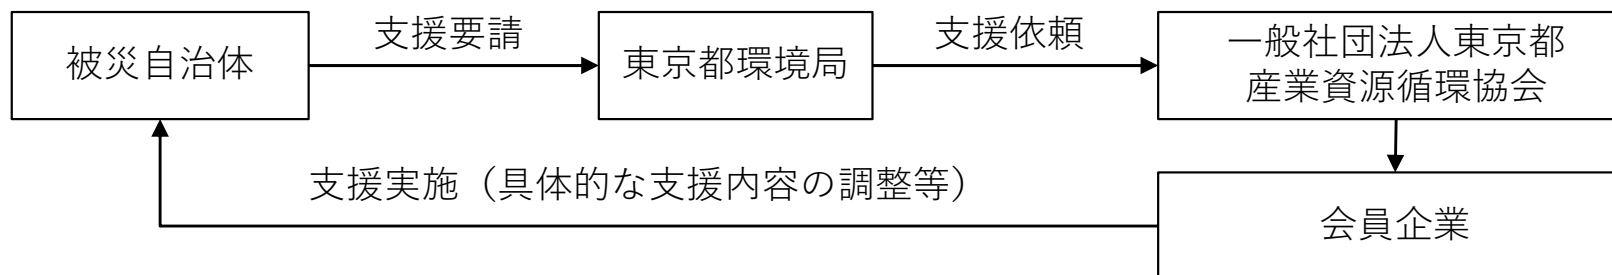 支援要請
支援依頼
被災自治体
東京都環境局
一般社団法人東京都
産業資源循環協会
支援実施（具体的な支援内容の調整等）
会員企業